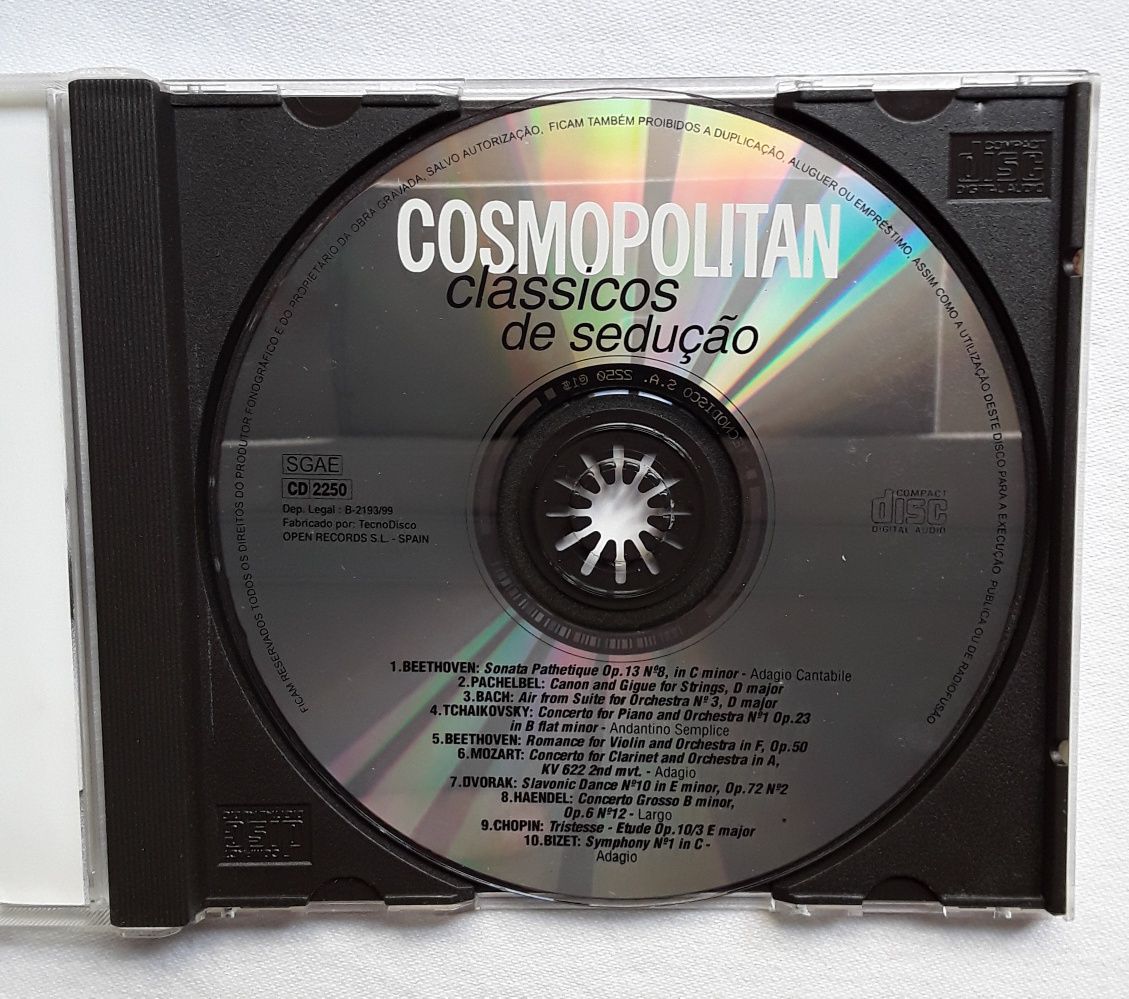 FICAM RESERVADOS TODOS OS DIREITOS DO PRODUTOR FONOGRÁFICO E DO PROPIETÁRIO DA OBRA GRAVADA, SALVO AUTORIZAÇÃO, FICAM TAMBÉM PROIBIDOS A DUPLICAÇÃO, ALUGUER OU EMPRÉSTIMO, ASSIM COMO A UTILIZAÇÃO DESTE DISCO PARA A EXECUÇÃO PÚBLICA OU DE RADIOFUSÃO
COMPACT
disc
DIGITAL AUDIO
COSMOPOLITAN
clássicos
de sedução
2250 @1$
TECNODISCO S.A.
SGAE
CD 2250
Dep. Legal : B-2193/99
Fabricado por: TecnoDisco
OPEN RECORDS S.L. - SPAIN
COMPACT
disc
DIGITAL AUDIO
1.BEETHOVEN: Sonata Pathetique Op.13 Nº8, in C minor - Adagio Cantabile
2.PACHELBEL: Canon and Gigue for Strings, D major
3.BACH: Air from Suite for Orchestra Nº 3, D major
4.TCHAIKOVSKY: Concerto for Piano and Orchestra Nº1 Op.23
in B flat minor - Andantino Semplice
5.BEETHOVEN: Romance for Violin and Orchestra in F, Op.50
6.MOZART: Concerto for Clarinet and Orchestra in A,
KV 622 2nd mvt. - Adagio
7.DVORAK: Slavonic Dance Nº10 in E minor, Op.72 Nº2
8.HAENDEL: Concerto Grosso B minor,
Op.6 Nº12 - Largo
9.CHOPIN: Tristesse - Etude Op.10/3 E major
10.BIZET: Symphony Nº1 in C -
Adagio